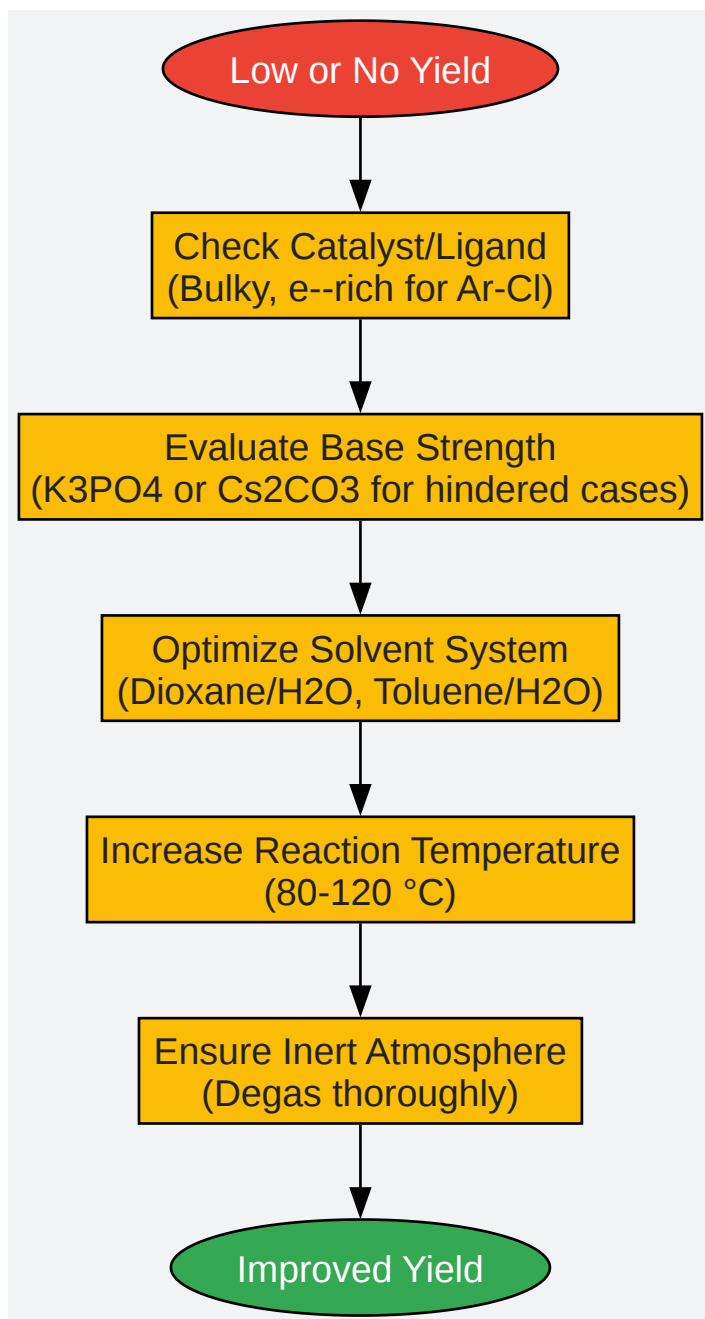 Low or No Yield
Check Catalyst/Ligand
(Bulky, e--rich for Ar-Cl)
Evaluate Base Strength
(K3PO4 or Cs2CO3 for hindered cases)
Optimize Solvent System
(Dioxane/H2O, Toluene/H2O)
Increase Reaction Temperature
(80-120 °C)
Ensure Inert Atmosphere
(Degas thoroughly)
Improved Yield